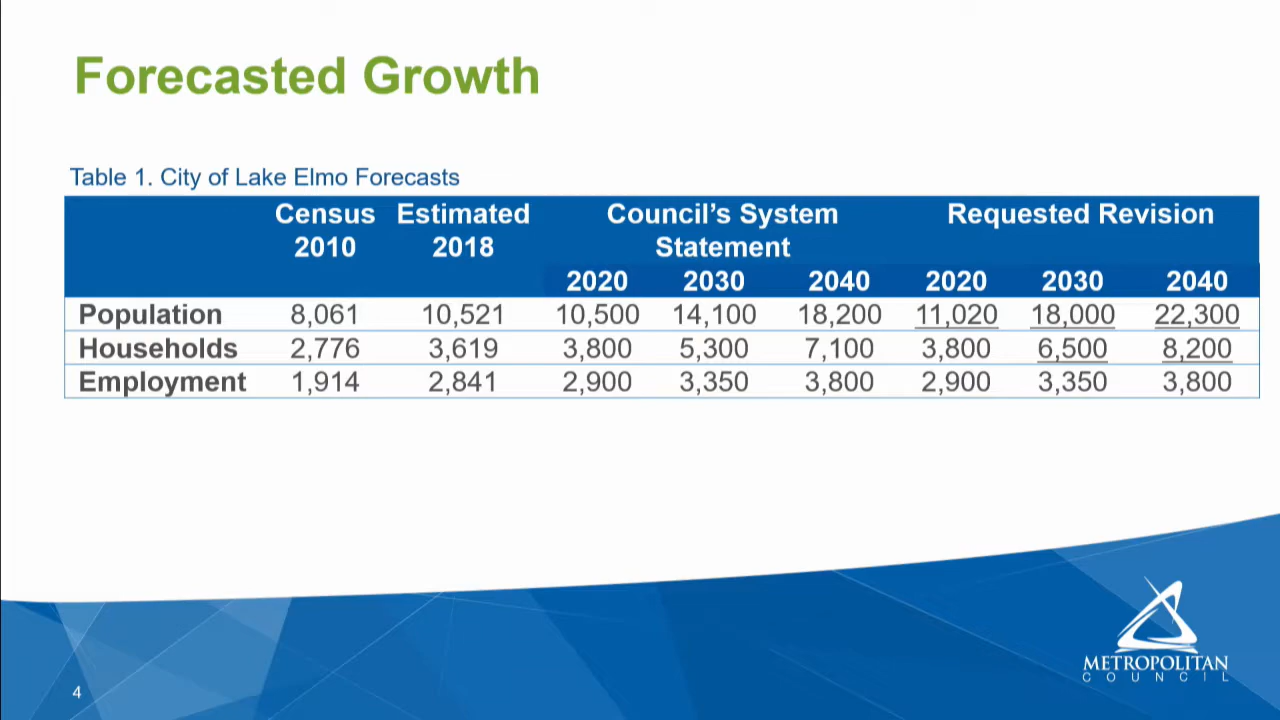 Forecasted Growth
Table 1. City of Lake Elmo Forecasts
Census Estimated Council's System Requested Revision
2010 2018 Statement
2020 2030 2040 2020 2030 2040
Population 8,061 10,521 10,500 14,100 18,200 11,020 18,000 22,300
Households 2,776 3,619 3,800 5,300 7,100 3,800 6,500 8,200
Employment 1,914 2,841 2,900 3,350 3,800 2,900 3,350 3,800
METROPOLITAN
COUNCIL
4